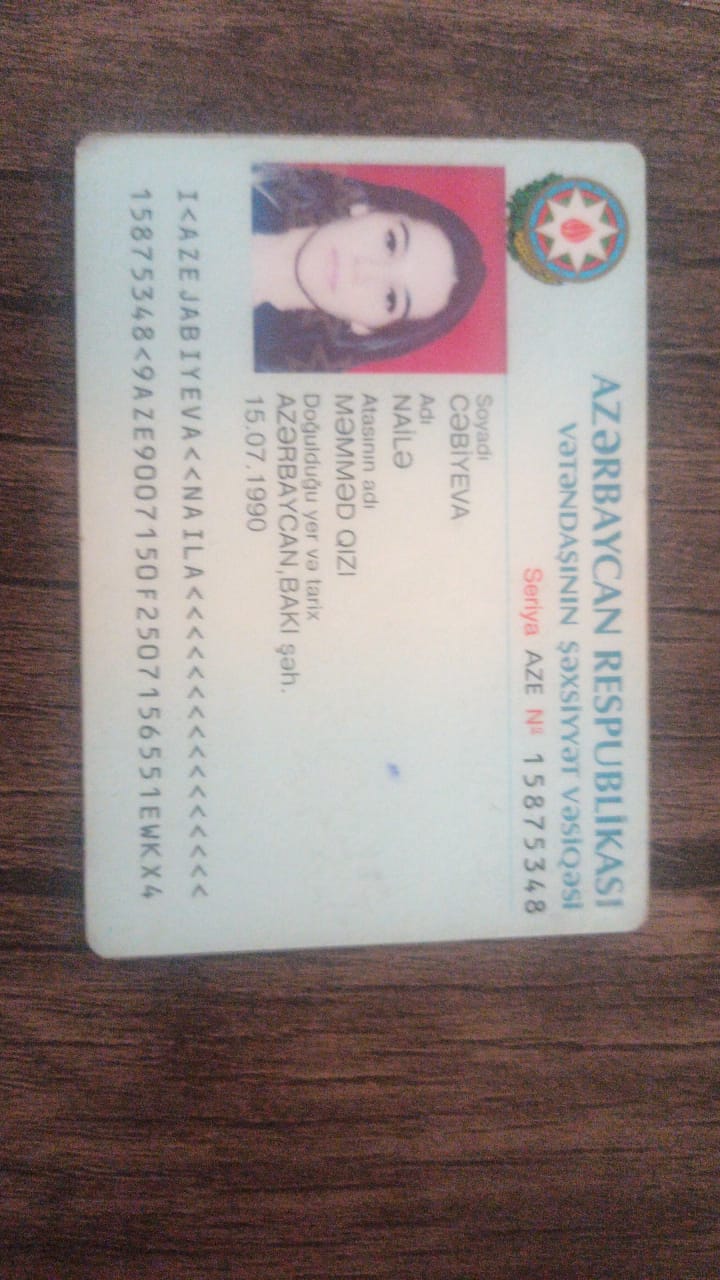 AZƏRBAYCAN RESPUBLİKASI
VƏTƏNDAŞININ ŞƏXSİYYƏT VƏSİQƏSİ
Seriya AZE № 15875348
Soyadı
CƏBİYEVA
Adı
NAİLƏ
Atasının adı
MƏMMƏD QIZI
Doğulduğu yer və tarix
AZƏRBAYCAN,BAKI şəh.
15.07.1990
I<AZEJABIYEVA<<NAILA<<<<<<<<<<<<<<<<
15875348<9AZE9007150F2507156551EWKX4